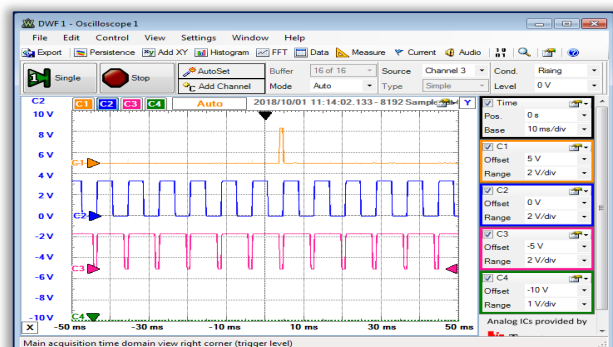 DWF 1 - Oscilloscope 1
File Edit Control View Settings Window Help
Export Persistence Add XY Histogram FFT Data Measure Current Audio
Single Stop AutoSet Add Channel Buffer 16 of 16 Mode Auto Source Channel 3 Type Simple Cond. Rising Level 0 V
C2 C1 C2 C3 C4 Auto 2018/10/01 11:14:02.133 - 8192 Y
10 V
8 V
6 V
4 V
2 V
0 V
-2 V
-4 V
-6 V
-8 V
-10 V
C1
C2
C3
C4
X -50 ms -30 ms -10 ms 10 ms 30 ms 50 ms
Time
Pos. 0 s
Base 10 ms/div
C1
Offset 5 V
Range 2 V/div
C2
Offset 0 V
Range 2 V/div
C3
Offset -5 V
Range 2 V/div
C4
Offset -10 V
Range 1 V/div
Analog ICs provided by
Main acquisition time domain view right corner (trigger level)